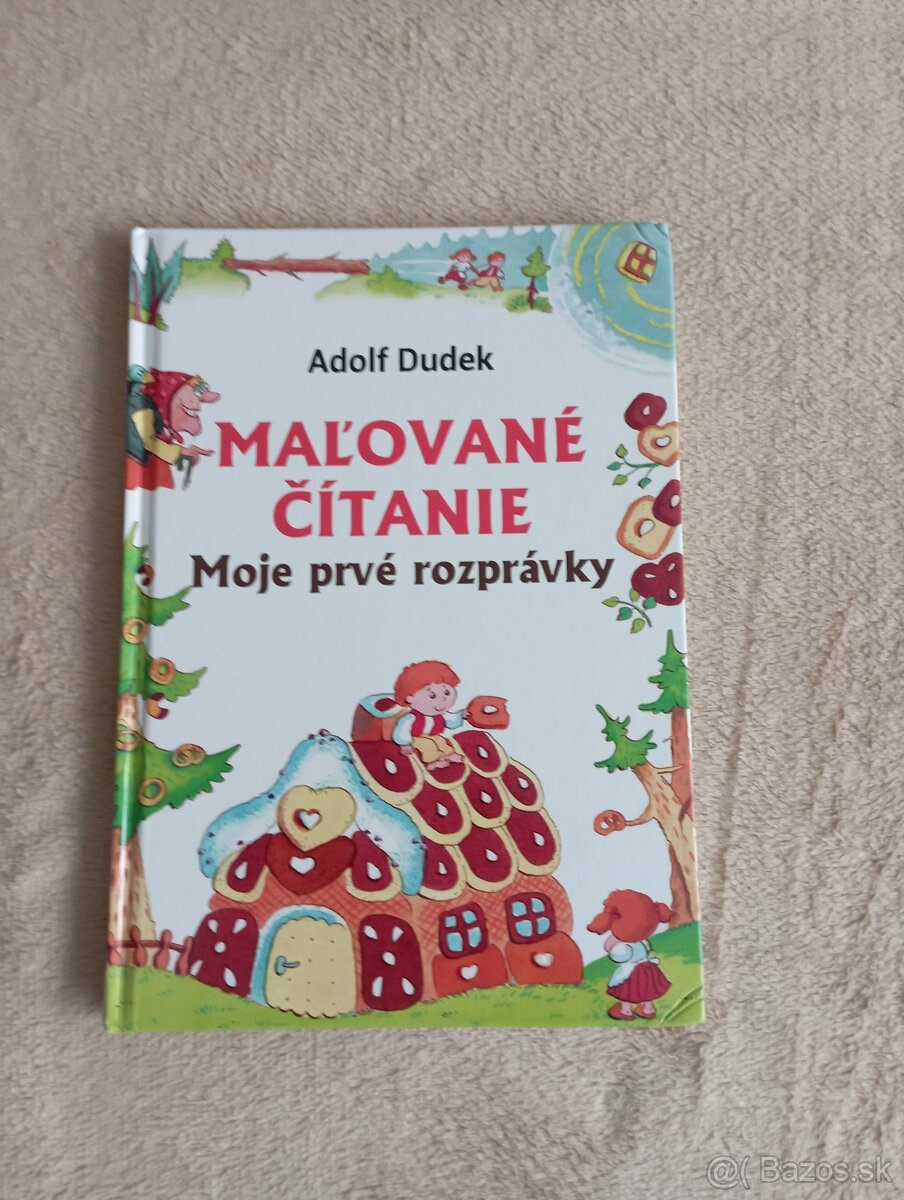 Adolf Dudek
MAĽOVANÉ
ČÍTANIE
Moje prvé rozprávky
@( Bazos.sk